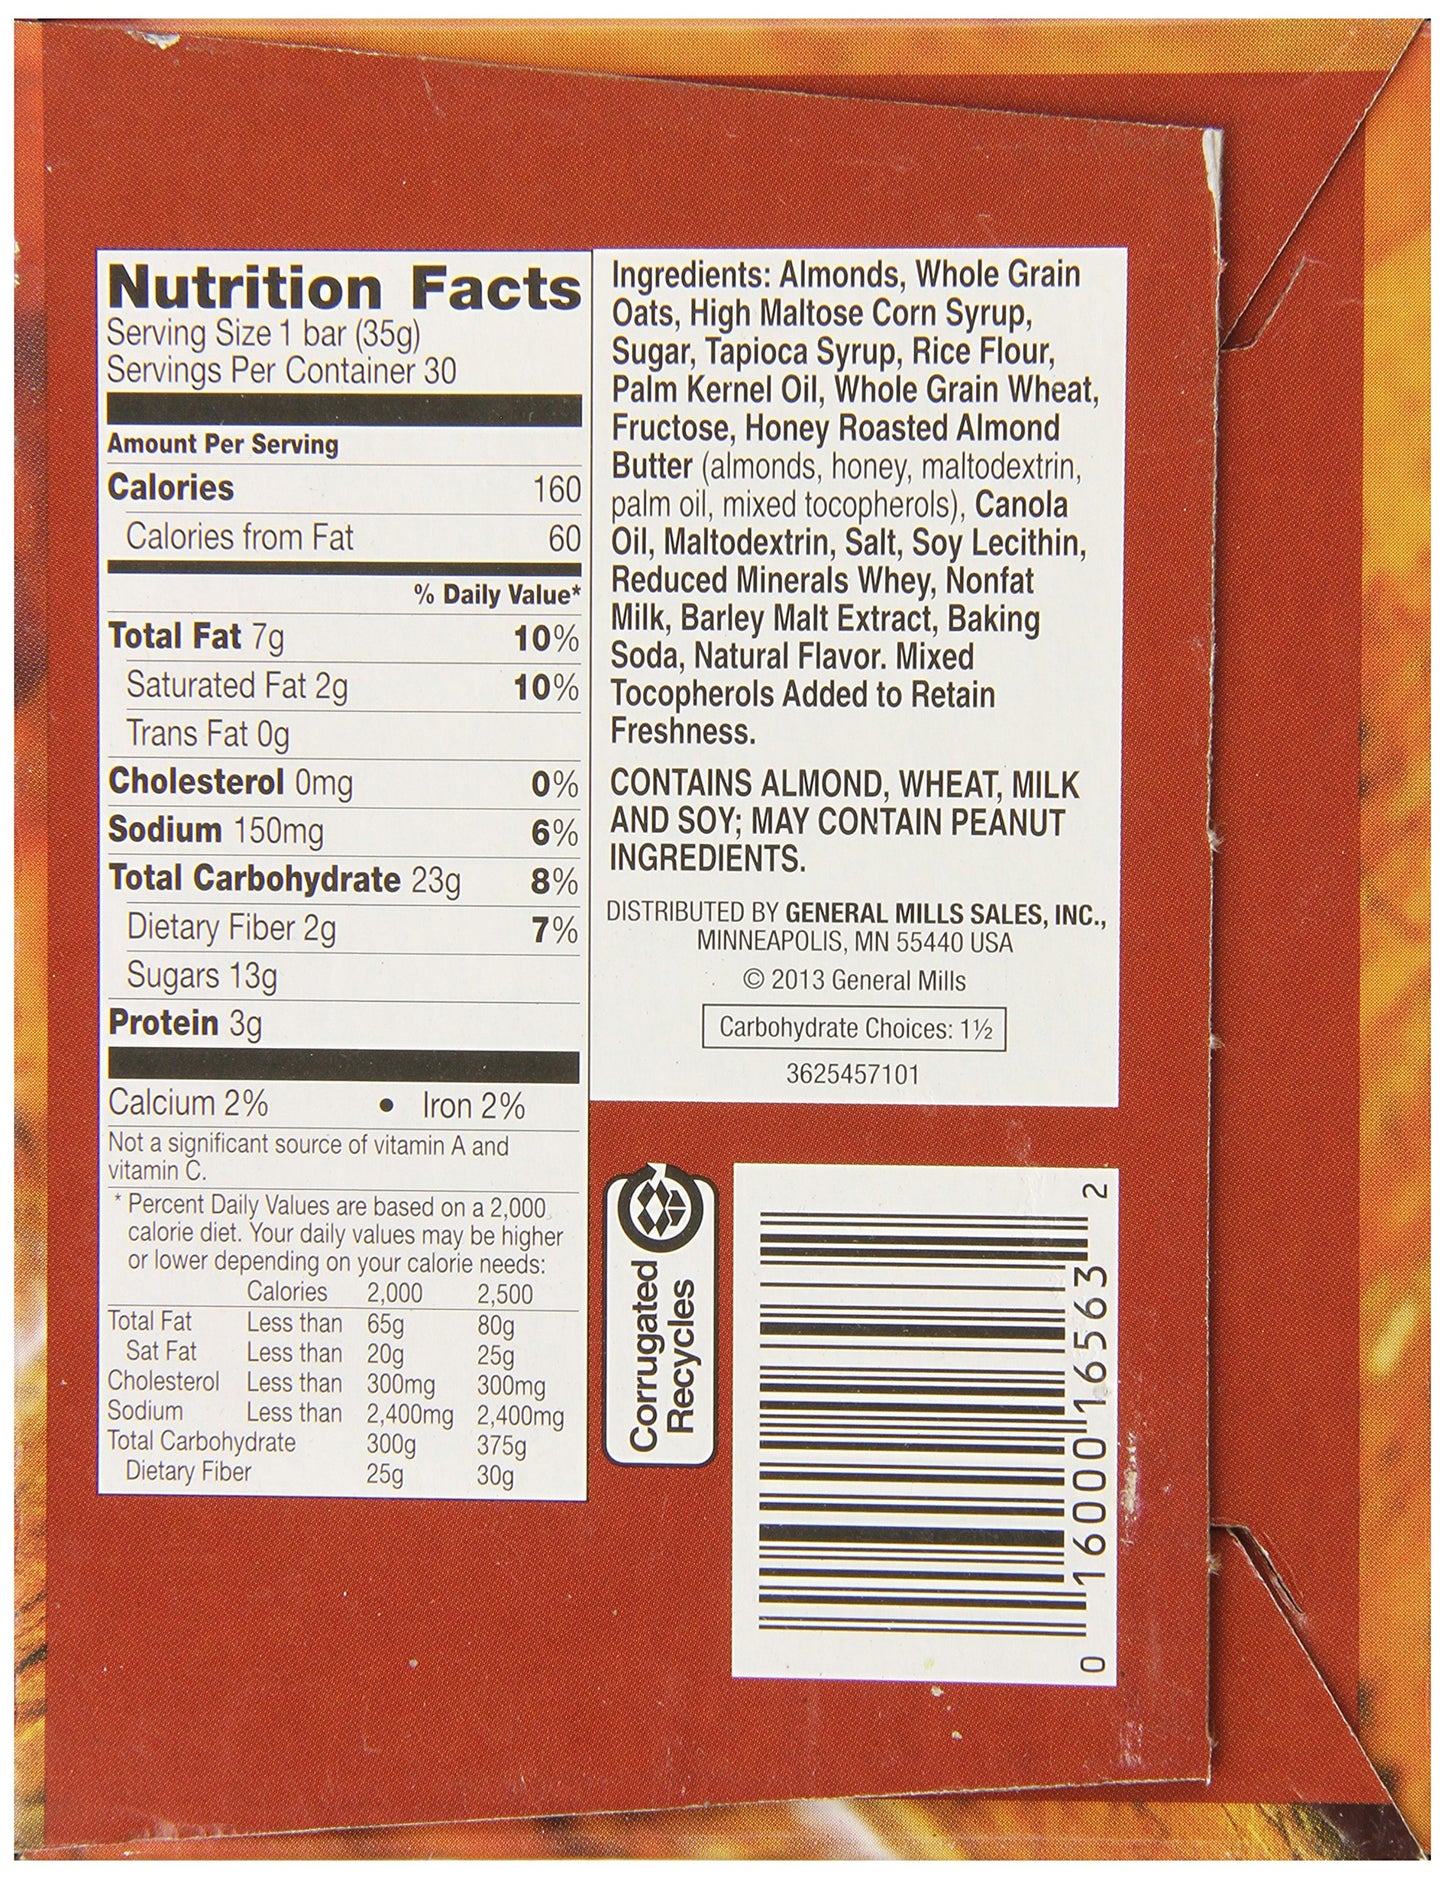 Nutrition Facts
Serving Size 1 bar (35g)
Servings Per Container 30
Amount Per Serving
Calories 160
Calories from Fat 60
% Daily Value*
Total Fat 7g 10%
Saturated Fat 2g 10%
Trans Fat 0g
Cholesterol 0mg 0%
Sodium 150mg 6%
Total Carbohydrate 23g 8%
Dietary Fiber 2g 7%
Sugars 13g
Protein 3g
Calcium 2% • Iron 2%
Not a significant source of vitamin A and
vitamin C.
* Percent Daily Values are based on a 2,000
calorie diet. Your daily values may be higher
or lower depending on your calorie needs:
Calories 2,000 2,500
Total Fat Less than 65g 80g
Sat Fat Less than 20g 25g
Cholesterol Less than 300mg 300mg
Sodium Less than 2,400mg 2,400mg
Total Carbohydrate 300g 375g
Dietary Fiber 25g 30g
Ingredients: Almonds, Whole Grain
Oats, High Maltose Corn Syrup,
Sugar, Tapioca Syrup, Rice Flour,
Palm Kernel Oil, Whole Grain Wheat,
Fructose, Honey Roasted Almond
Butter (almonds, honey, maltodextrin,
palm oil, mixed tocopherols), Canola
Oil, Maltodextrin, Salt, Soy Lecithin,
Reduced Minerals Whey, Nonfat
Milk, Barley Malt Extract, Baking
Soda, Natural Flavor. Mixed
Tocopherols Added to Retain
Freshness.
CONTAINS ALMOND, WHEAT, MILK
AND SOY; MAY CONTAIN PEANUT
INGREDIENTS.
DISTRIBUTED BY GENERAL MILLS SALES, INC.,
MINNEAPOLIS, MN 55440 USA
© 2013 General Mills
Carbohydrate Choices: 1½
3625457101
Corrugated
Recycles
0 16000 16563 2